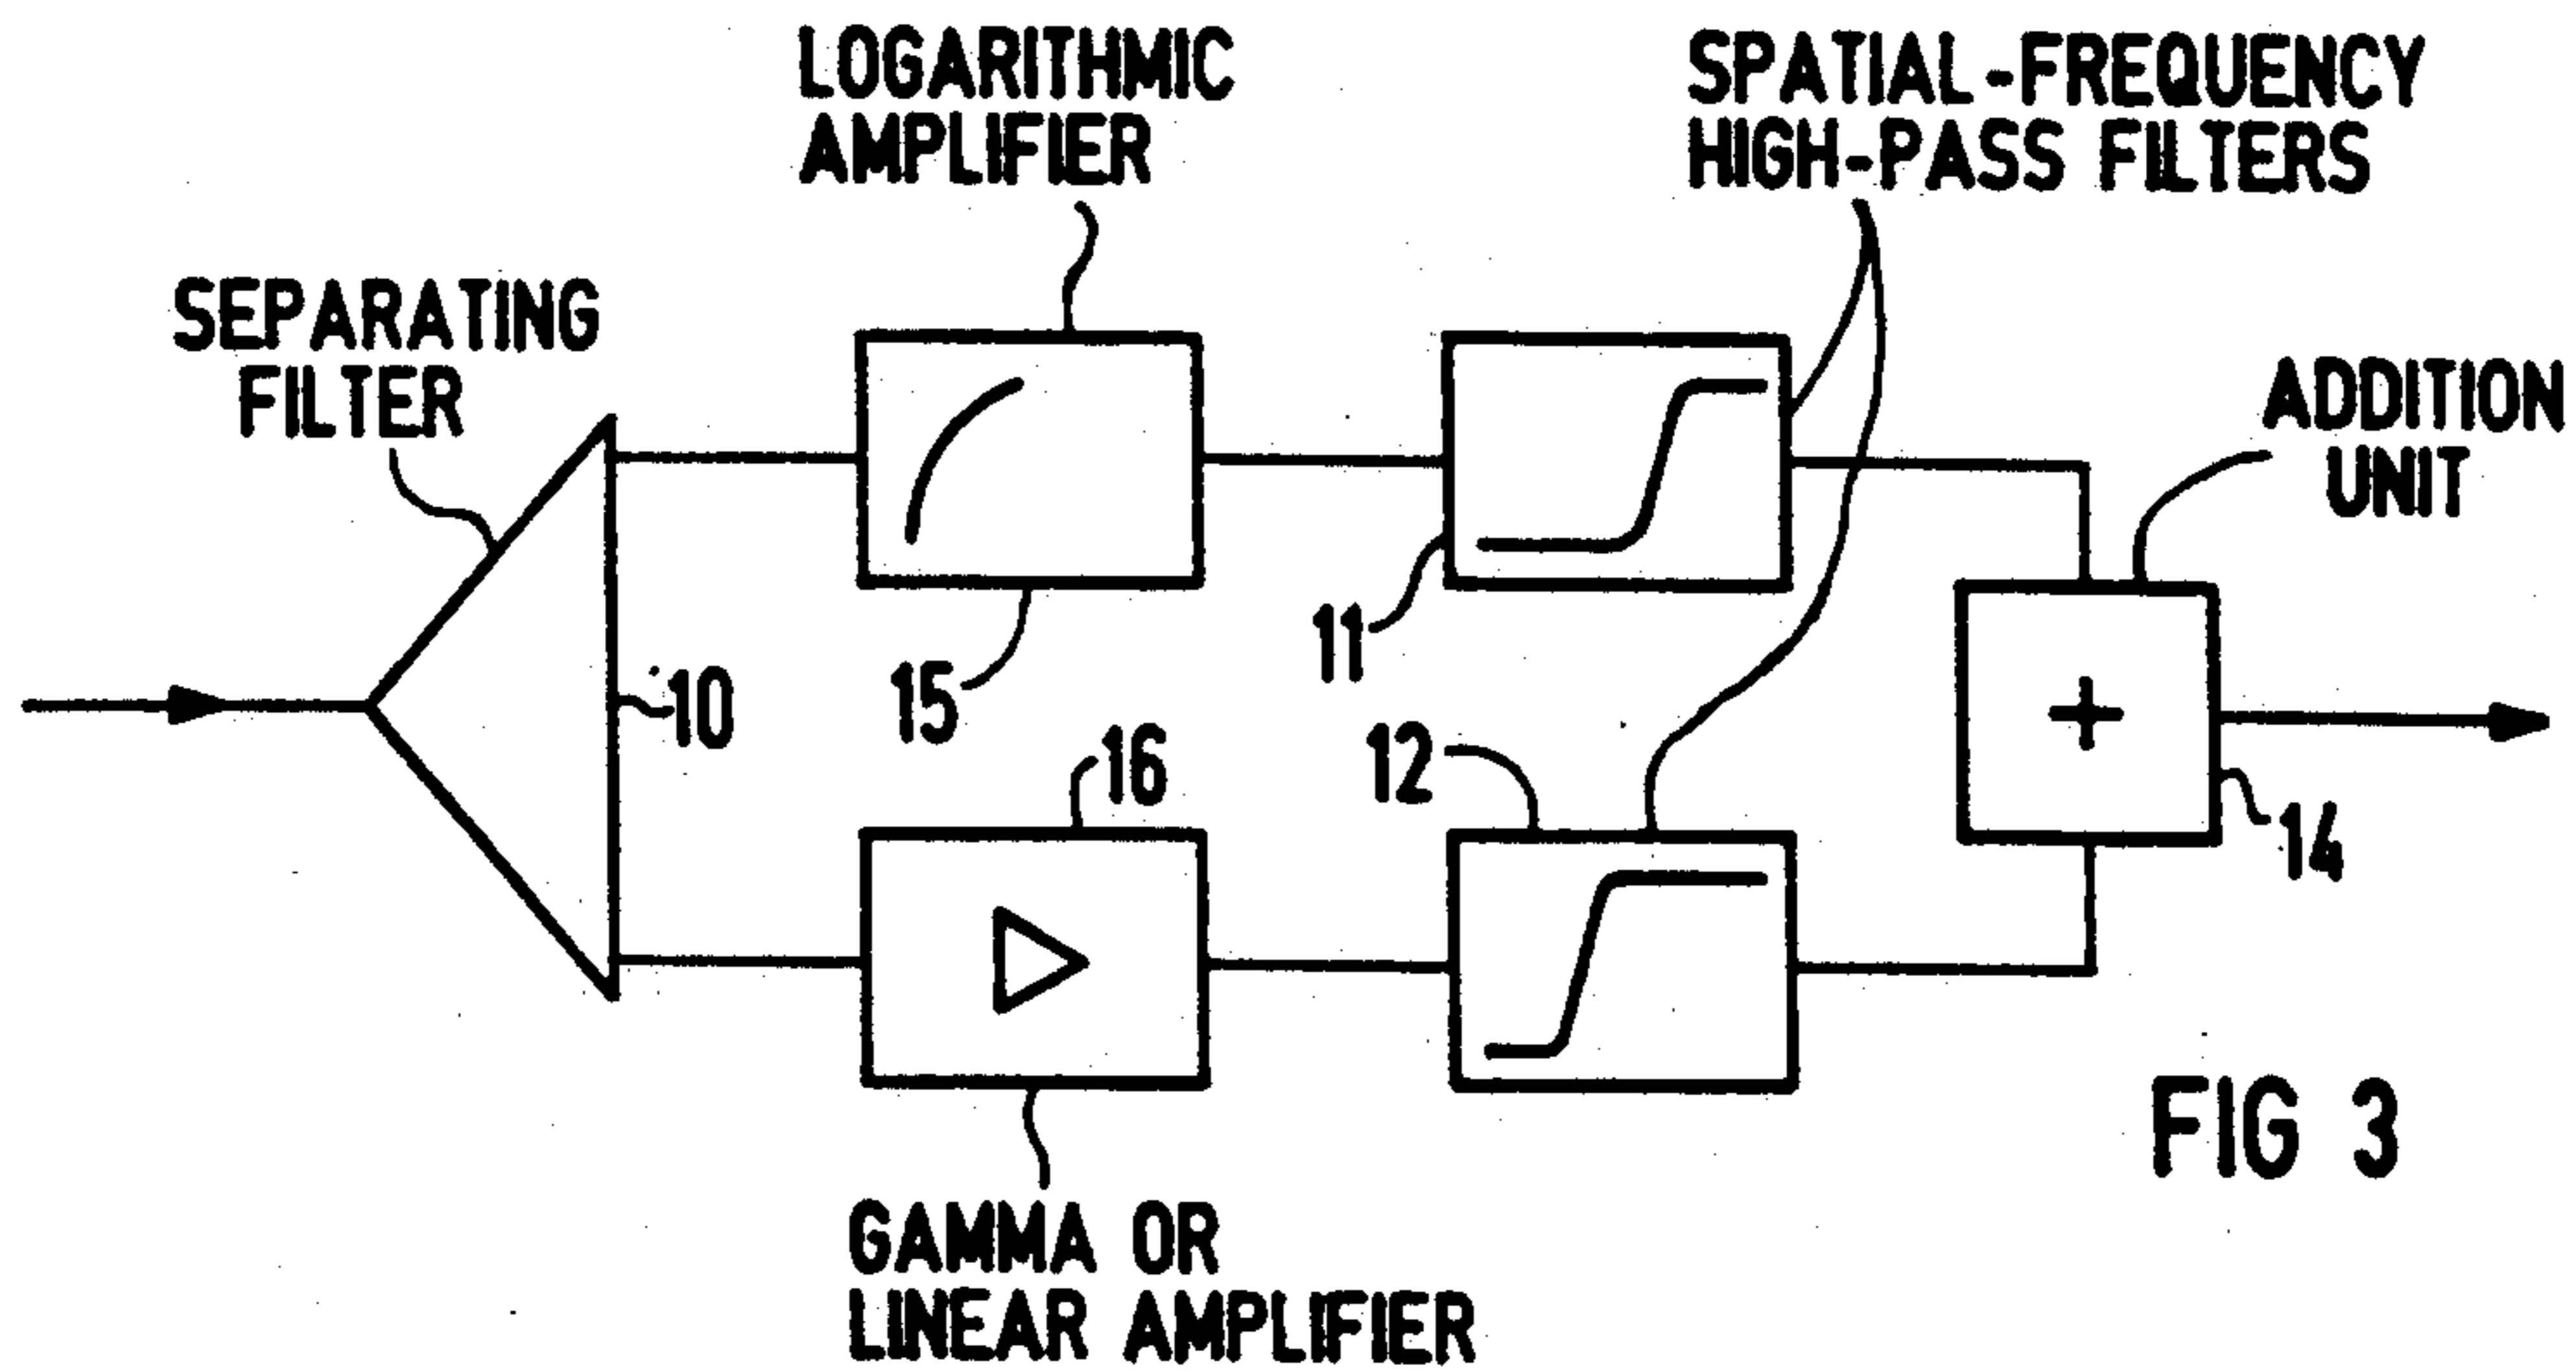 LOGARITHMIC
AMPLIFIER
SPATIAL-FREQUENCY
HIGH-PASS FILTERS
SEPARATING
FILTER
ADDITION
UNIT
11
15
10
16
12
+
14
GAMMA OR
LINEAR AMPLIFIER
FIG 3